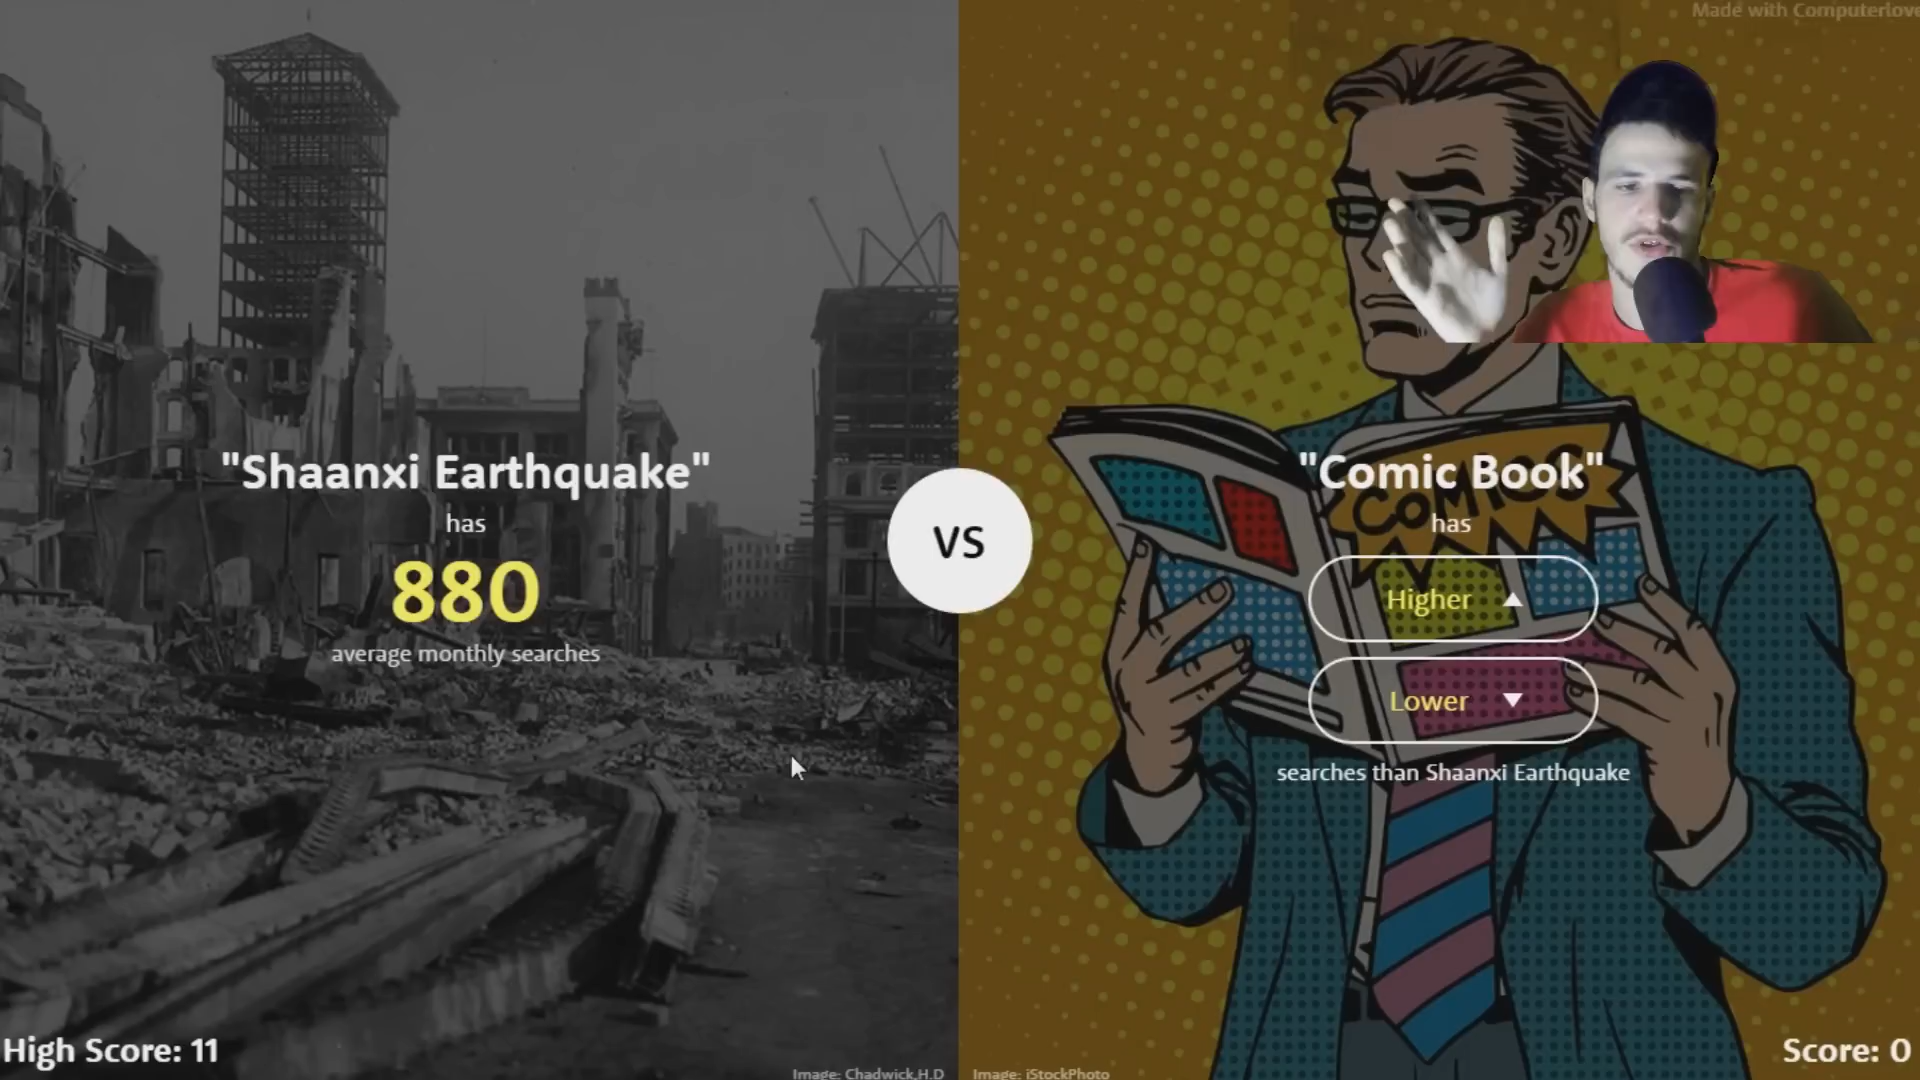 Made with Computerlove
"Shaanxi Earthquake"
has
880
average monthly searches
VS
COMICS
"Comic Book"
has
Higher
Lower
searches than Shaanxi Earthquake
High Score: 11
Score: 0
Image: Chadwick,H.D
Image: iStockPhoto